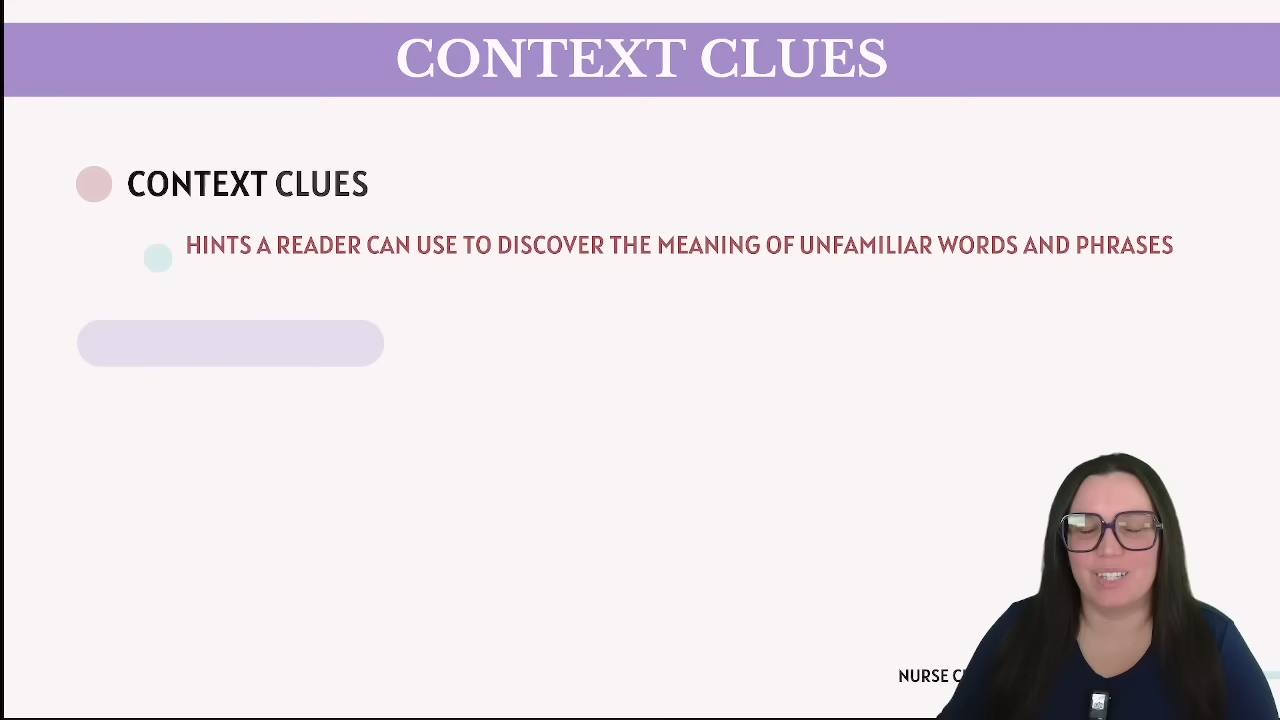 CONTEXT CLUES
CONTEXT CLUES
HINTS A READER CAN USE TO DISCOVER THE MEANING OF UNFAMILIAR WORDS AND PHRASES
NURSE